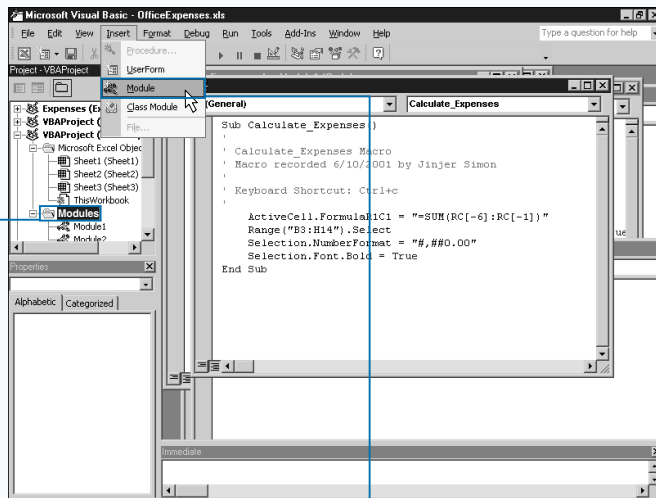 Microsoft Visual Basic - OfficeExpenses.xls
File Edit View Insert Format Debug Run Tools Add-Ins Window Help
Type a question for help
Procedure...
UserForm
Module
Class Module
File...
Project - VBAProject
Expenses (E
VBAProject (
VBAProject (
Microsoft Excel Objec
Sheet1 (Sheet1)
Sheet2 (Sheet2)
Sheet3 (Sheet3)
ThisWorkbook
Modules
Module1
Module2
(General)
Calculate_Expenses
Sub Calculate_Expenses()
'
' Calculate_Expenses Macro
' Macro recorded 6/10/2001 by Jinjer Simon
'
' Keyboard Shortcut: Ctrl+c
'
ActiveCell.FormulaR1C1 = "=SUM(RC[-6]:RC[-1])"
Range("B3:H14").Select
Selection.NumberFormat = "#,##0.00"
Selection.Font.Bold = True
End Sub
ue
Properties
Alphabetic Categorized
Immediate